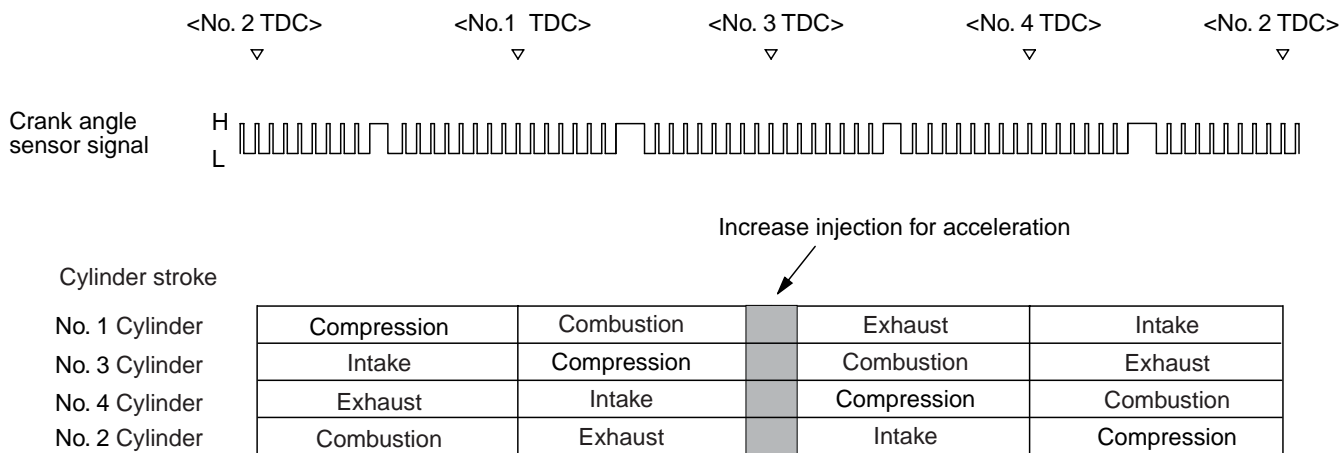 <No. 2 TDC> <No.1 TDC> <No. 3 TDC> <No. 4 TDC> <No. 2 TDC>
Crank angle
sensor signal
H
L
Increase injection for acceleration
Cylinder stroke
No. 1 Cylinder Compression Combustion Exhaust Intake
No. 3 Cylinder Intake Compression Combustion Exhaust
No. 4 Cylinder Exhaust Intake Compression Combustion
No. 2 Cylinder Combustion Exhaust Intake Compression